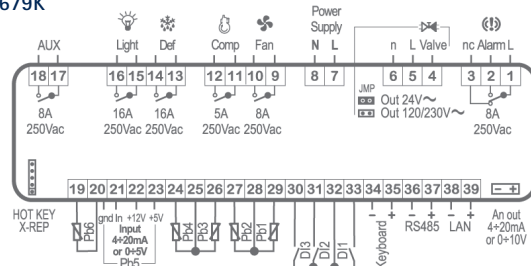 679K
Power
Supply
AUX Light Def Comp Fan N L n L Valve nc Alarm L
18 17 16 15 14 13 12 11 10 9 8 7 6 5 4 3 2 1
JMP
Out 24V~
Out 120/230V~
8A 16A 16A 5A 8A 8A
250Vac 250Vac 250Vac 250Vac 250Vac 250Vac
19 20 21 22 23 24 25 26 27 28 29 30 31 32 33 34 35 36 37 38 39 - +
HOT KEY
X-REP
Pb6
gnd In +12V +5V
Input
4÷20mA
or 0÷5V
Pb5
Pb4 Pb3 Pb2 Pb1
DI3 DI2 DI1
Keyboard
- + - + - +
RS485 LAN
An out
4÷20mA
or 0÷10V